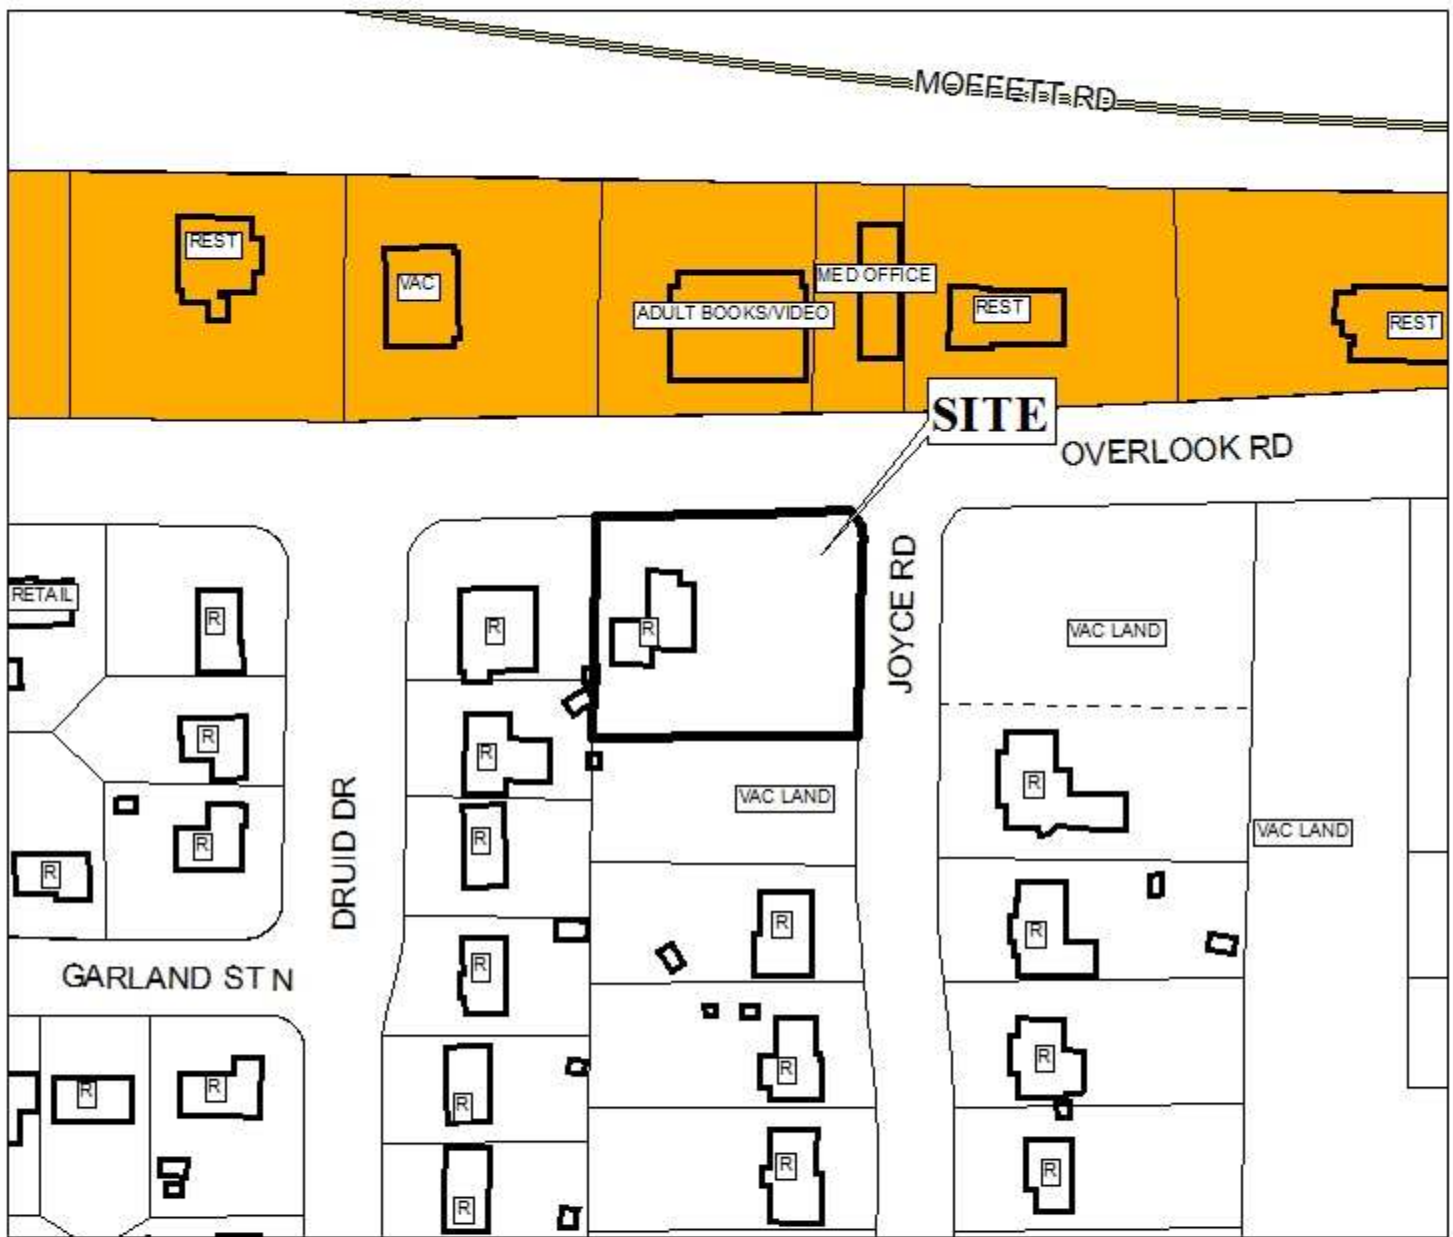 MOFFETT RD
REST
VAC
ADULT BOOKS/VIDEO
MED OFFICE
REST
REST
SITE
OVERLOOK RD
RETAIL
R
R
R
JOYCE RD
VAC LAND
R
R
R
VAC LAND
R
R
R
VAC LAND
R
DRUID DR
R
R
R
GARLAND ST N
R
R
R
R
R
R
R
R
R